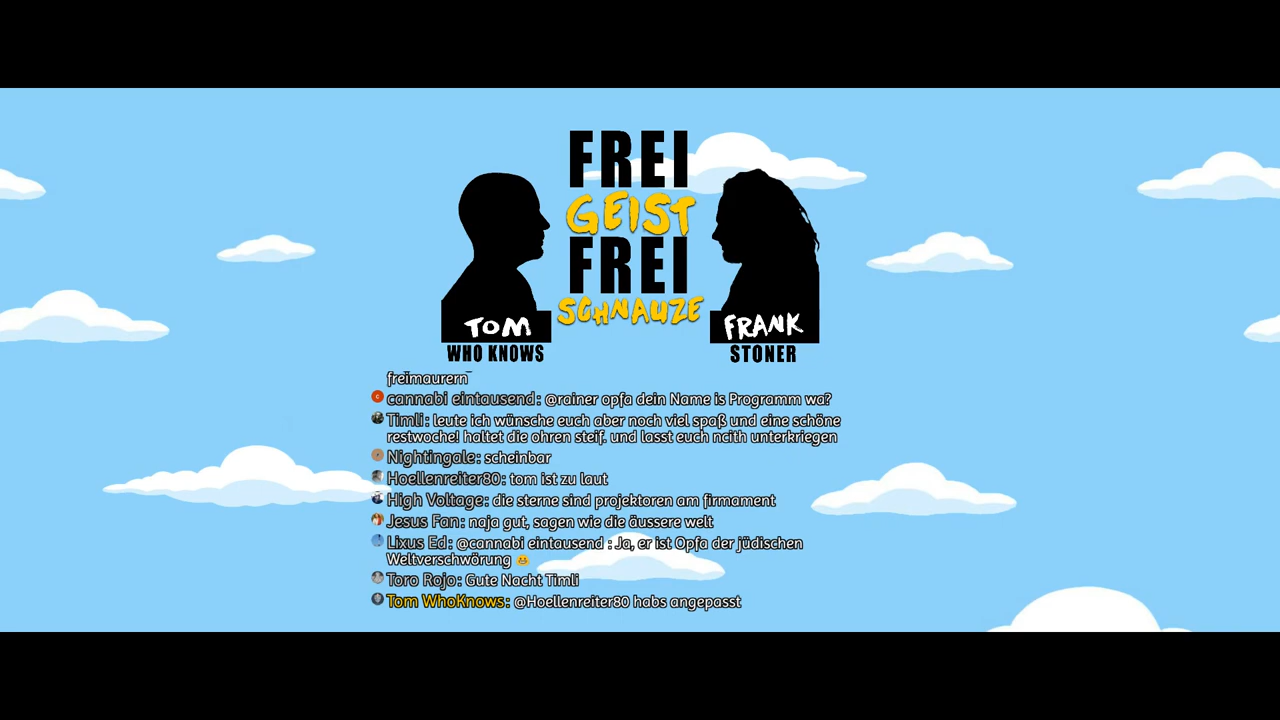 FREI
GEIST
FREI
SCHNAUZE
TOM
WHO KNOWS
FRANK
STONER
freimaurern
cannabi eintausend: @rainer opfa dein Name is Programm wa?
Timli: leute ich wünsche euch aber noch viel spaß und eine schöne
restwoche! haltet die ohren steif. und lasst euch ncith unterkriegen
Nightingale: scheinbar
Hoellenreiter80: tom ist zu laut
High Voltage: die sterne sind projektoren am firmament
Jesus Fan: naja gut, sagen wie die äussere welt
Lixus Ed: @cannabi eintausend : Ja, er ist Opfa der jüdischen
Weltverschwörung 😀
Toro Rojo: Gute Nacht Timli
Tom WhoKnows: @Hoellenreiter80 habs angepasst